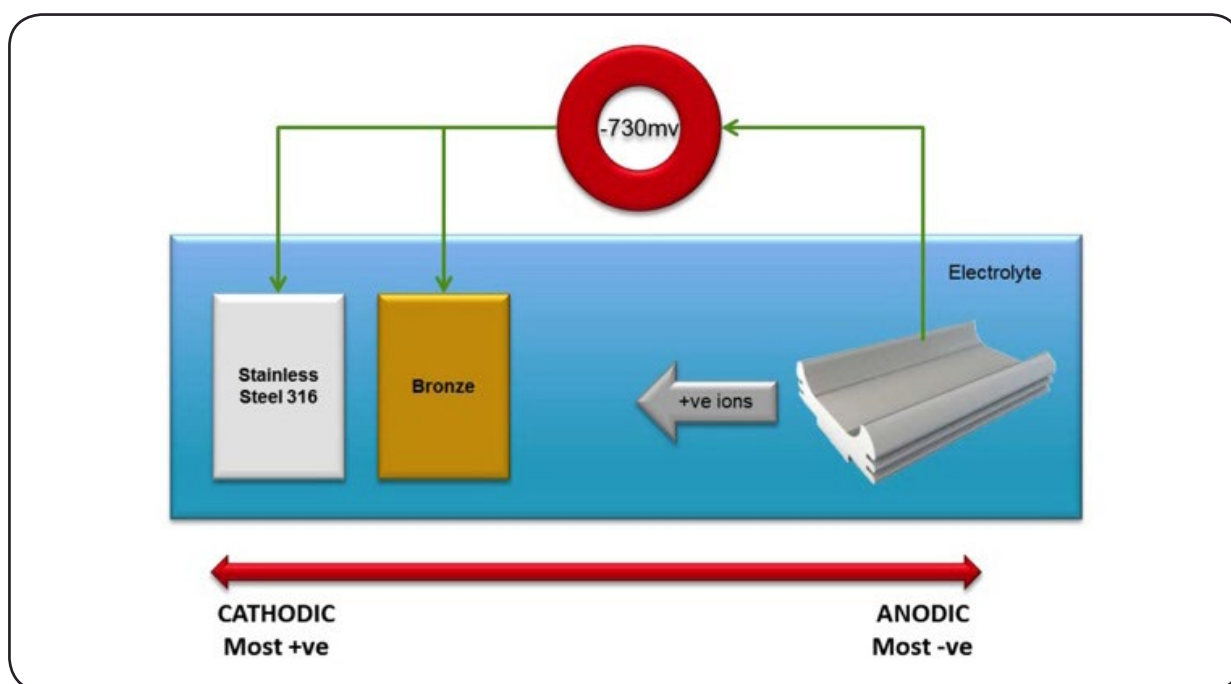 -730mv
Electrolyte
Stainless
Steel 316
Bronze
+ve ions
CATHODIC
Most +ve
ANODIC
Most -ve